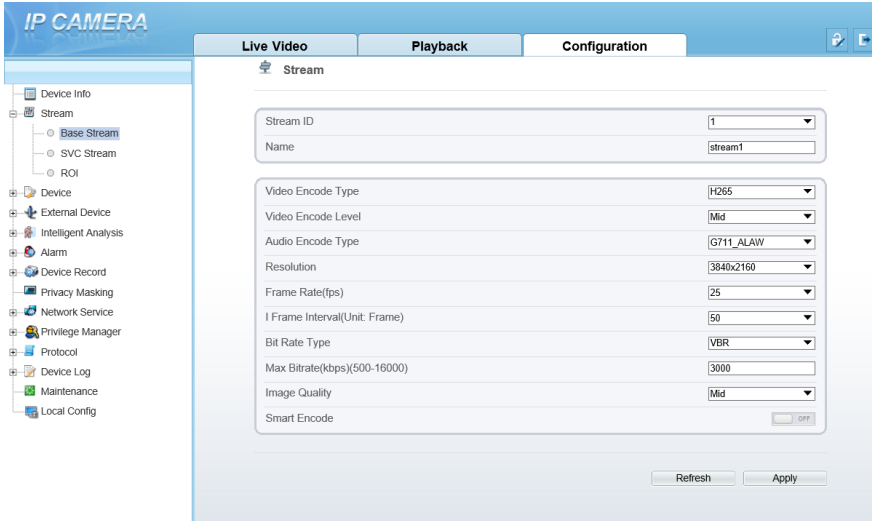 IP CAMERA
Live Video
Playback
Configuration
Stream
Device Info
Stream
Base Stream
SVC Stream
ROI
Device
External Device
Intelligent Analysis
Alarm
Device Record
Privacy Masking
Network Service
Privilege Manager
Protocol
Device Log
Maintenance
Local Config
Stream ID 1
Name stream1
Video Encode Type H265
Video Encode Level Mid
Audio Encode Type G711_ALAW
Resolution 3840x2160
Frame Rate(fps) 25
I Frame Interval(Unit: Frame) 50
Bit Rate Type VBR
Max Bitrate(kbps)(500-16000) 3000
Image Quality Mid
Smart Encode OFF
Refresh Apply